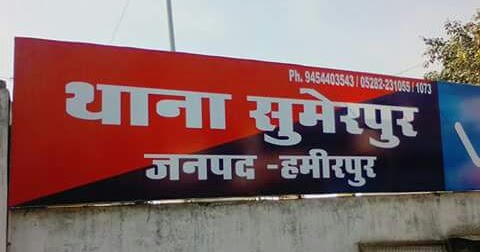 Ph. 9454403543 / 05282-231055 / 1073
थाना सुमेरपुर
जनपद -हमीरपुर